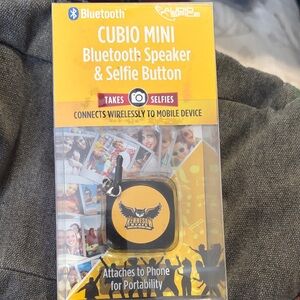 Bluetooth
AUDIO
CUBIO MINI
Bluetooth Speaker
& Selfie Button
TAKES SELFIES
CONNECTS WIRELESSLY TO MOBILE DEVICE
Attaches to Phone
for Portability